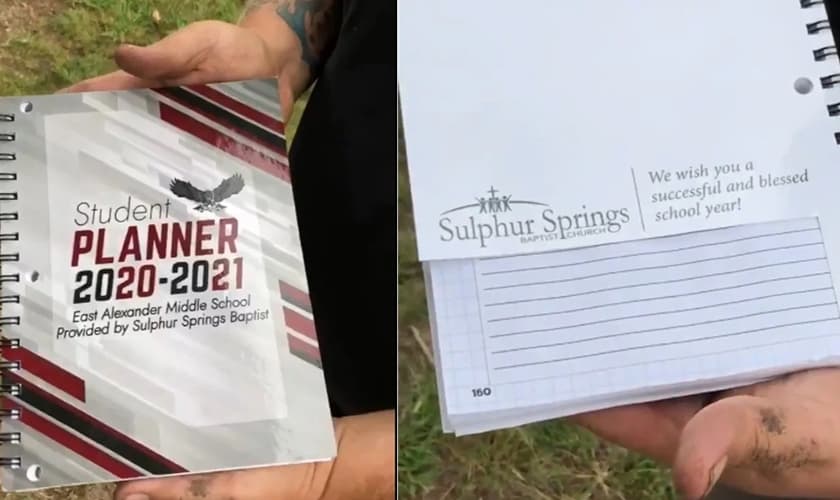 Student
PLANNER
2020-2021
East Alexander Middle School
Provided by Sulphur Springs Baptist
Sulphur Springs
BAPTIST CHURCH
We wish you a
successful and blessed
school year!
160